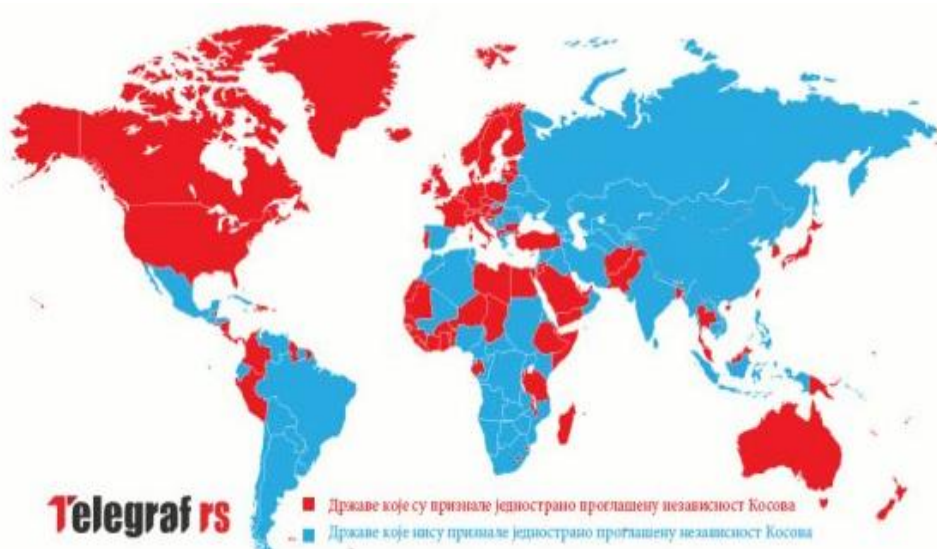 Telegraf rs
Државе које су признале једнострано проглашену независност Косова
Државе које нису признале једнострано проглашену независност Косова